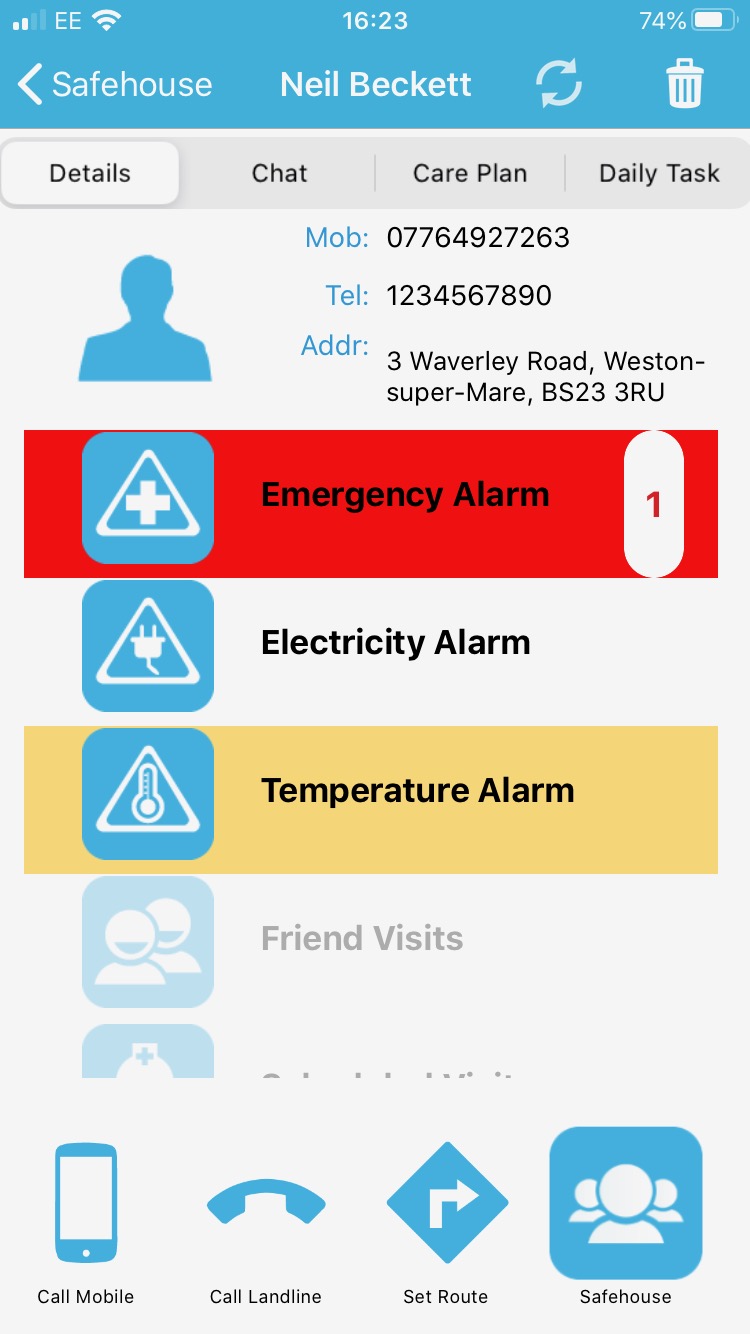 EE 16:23 74%
Safehouse Neil Beckett
Details Chat Care Plan Daily Task
Mob: 07764927263
Tel: 1234567890
Addr: 3 Waverley Road, Weston-
super-Mare, BS23 3RU
Emergency Alarm 1
Electricity Alarm
Temperature Alarm
Friend Visits
Call Mobile Call Landline Set Route Safehouse